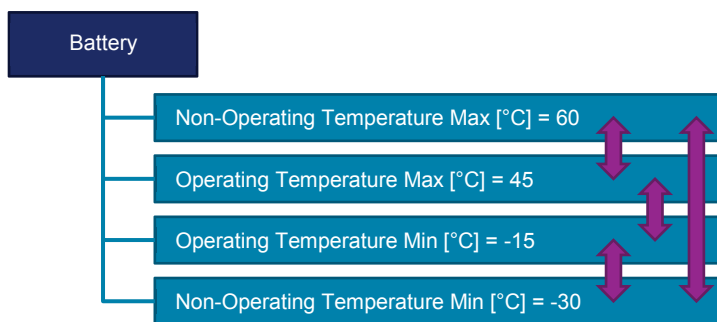 Battery
Non-Operating Temperature Max [°C] = 60
Operating Temperature Max [°C] = 45
Operating Temperature Min [°C] = -15
Non-Operating Temperature Min [°C] = -30